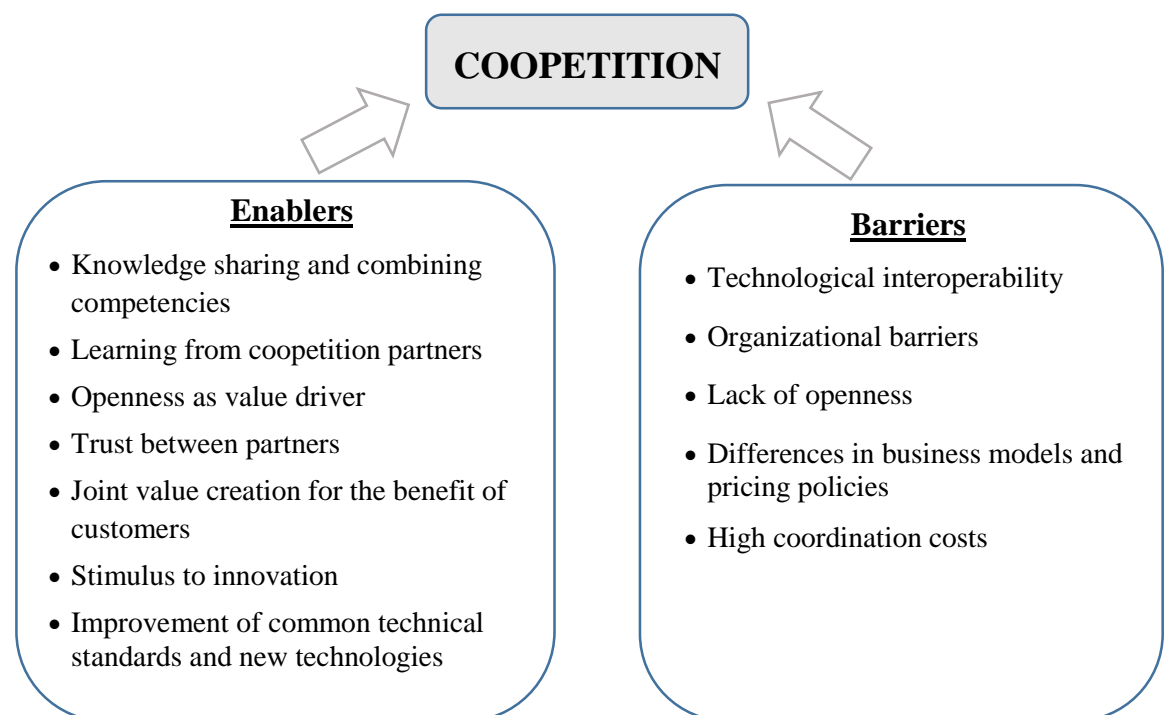 COOPETITION
Enablers
• Knowledge sharing and combining
competencies
• Learning from coopetition partners
• Openness as value driver
• Trust between partners
• Joint value creation for the benefit of
customers
• Stimulus to innovation
• Improvement of common technical
standards and new technologies
Barriers
• Technological interoperability
• Organizational barriers
• Lack of openness
• Differences in business models and
pricing policies
• High coordination costs